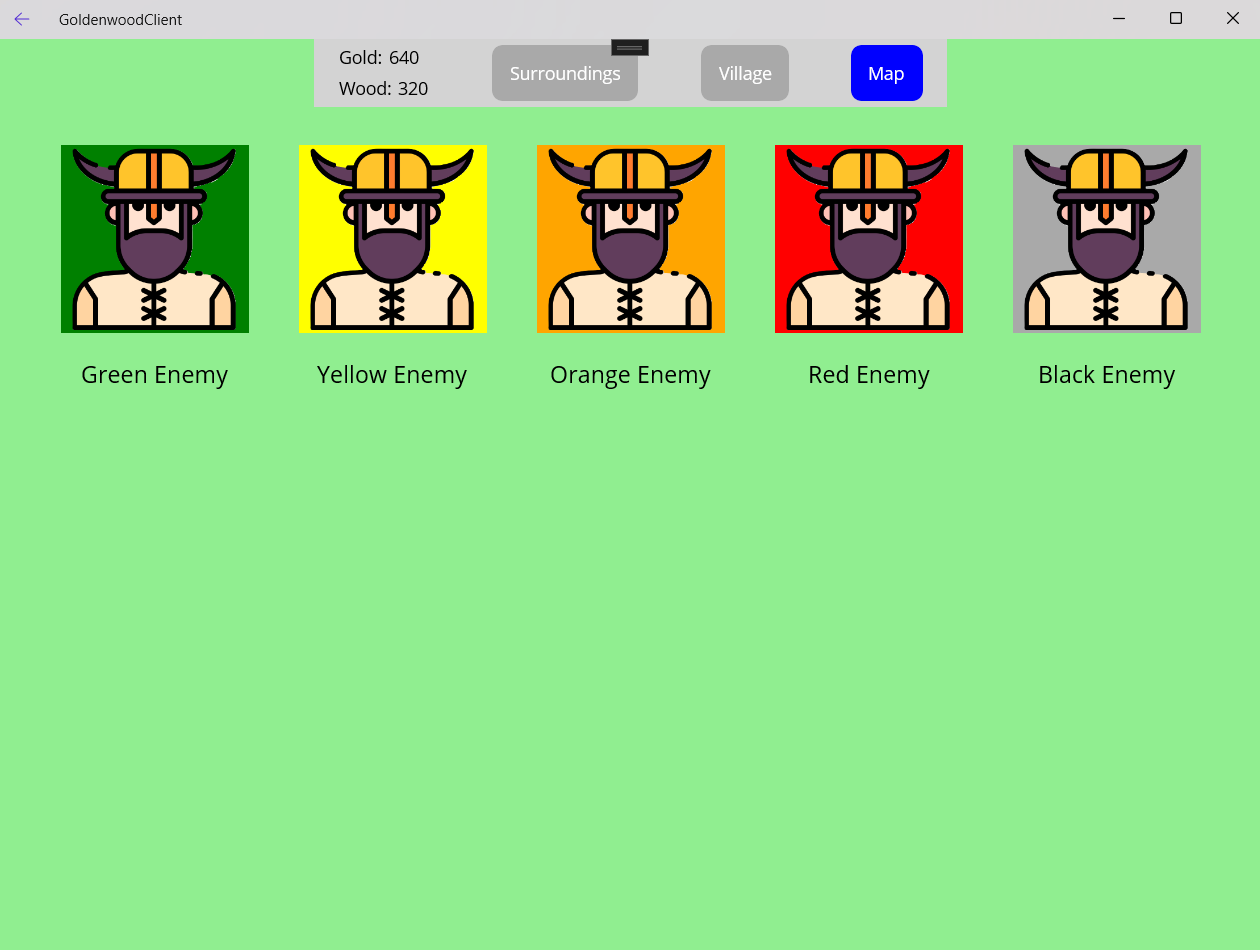 GoldenwoodClient
Gold: 640
Wood: 320
Surroundings
Village
Map
Green Enemy
Yellow Enemy
Orange Enemy
Red Enemy
Black Enemy